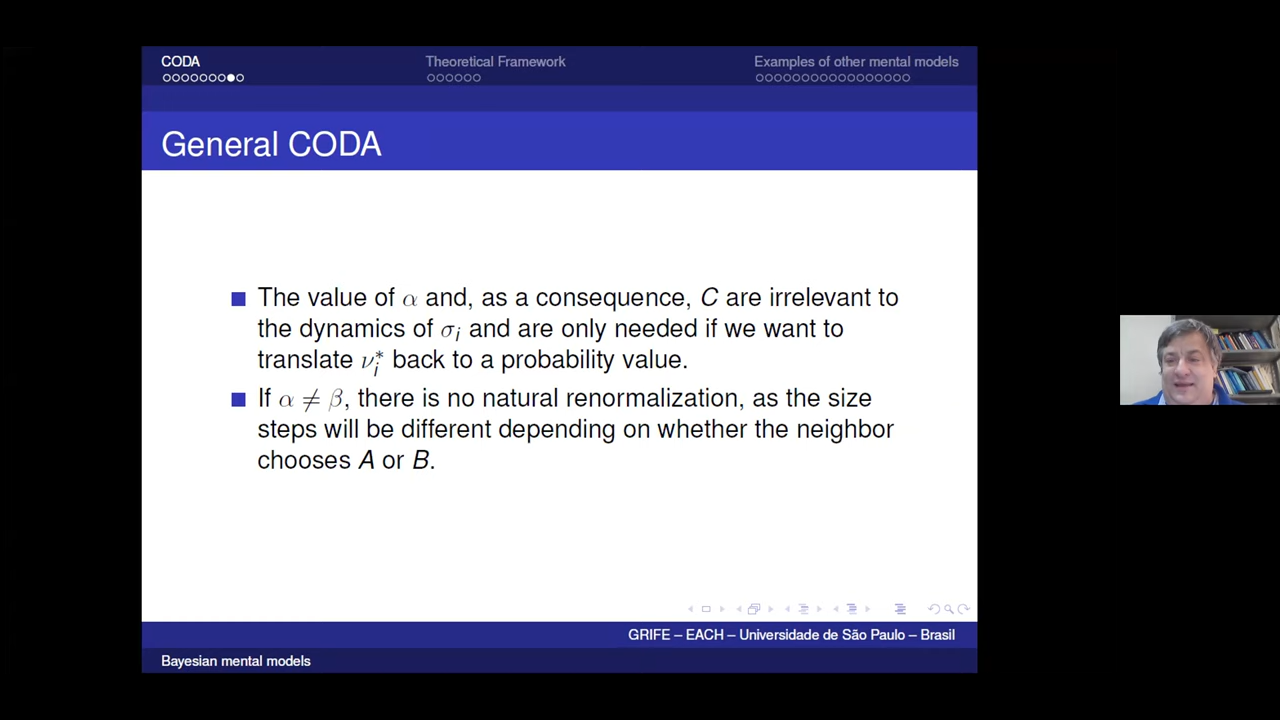 CODA Theoretical Framework Examples of other mental models
General CODA
The value of α and, as a consequence, C are irrelevant to
the dynamics of σᵢ and are only needed if we want to
translate νᵢ* back to a probability value.
If α ≠ β, there is no natural renormalization, as the size
steps will be different depending on whether the neighbor
chooses A or B.
GRIFE – EACH – Universidade de São Paulo – Brasil
Bayesian mental models